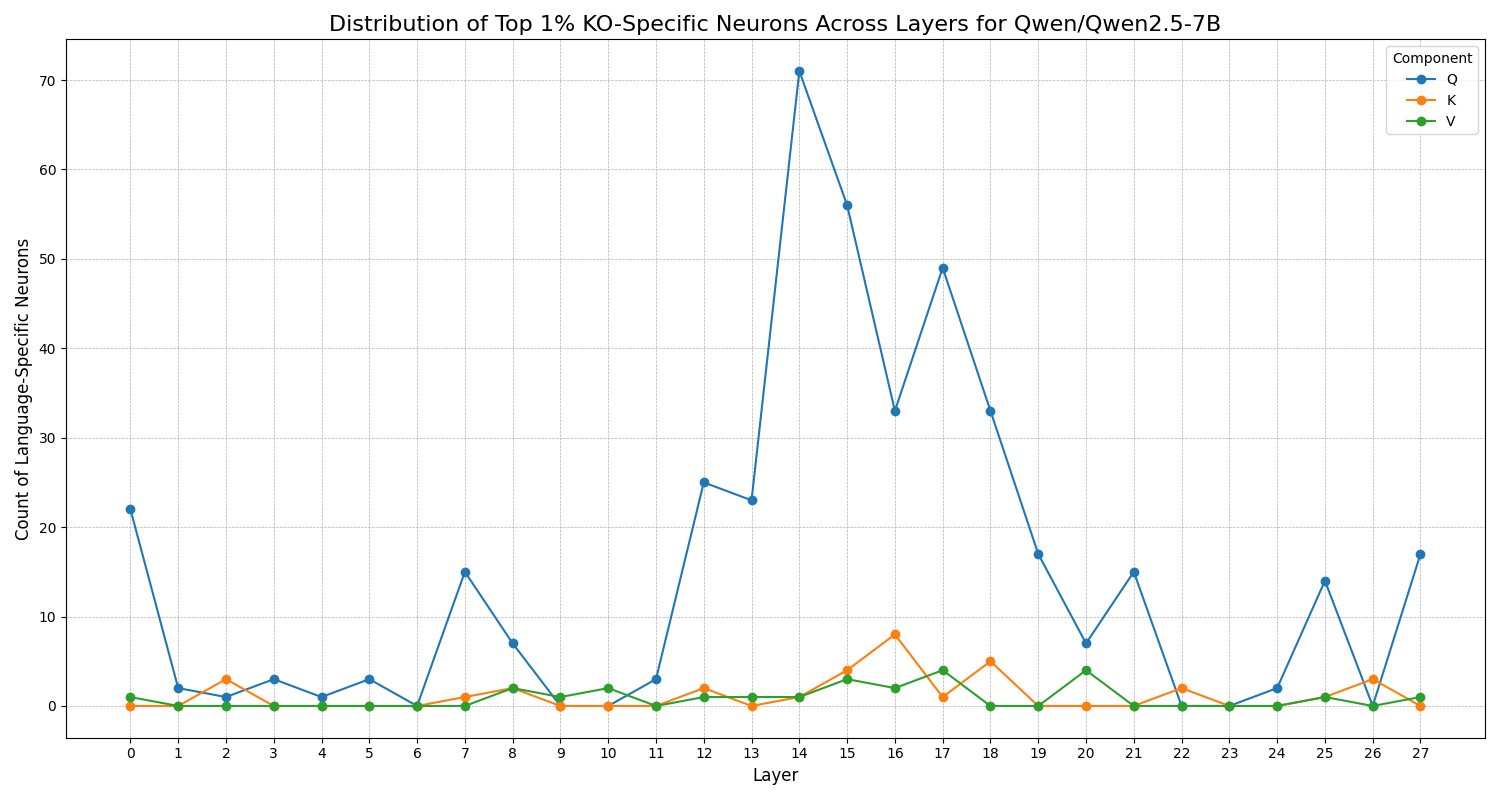 Distribution of Top 1% KO-Specific Neurons Across Layers for Qwen/Qwen2.5-7B
Component
Q
K
V
Count of Language-Specific Neurons
70
60
50
40
30
20
10
0
0 1 2 3 4 5 6 7 8 9 10 11 12 13 14 15 16 17 18 19 20 21 22 23 24 25 26 27
Layer